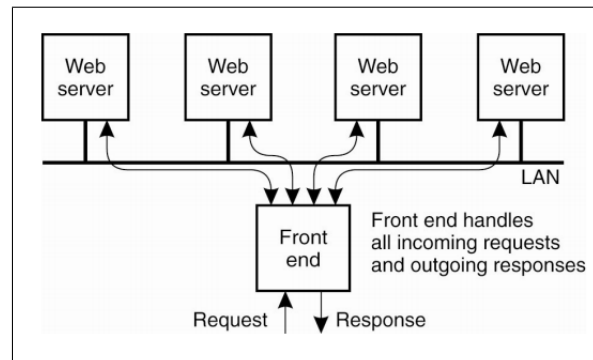 Web
server
Web
server
Web
server
Web
server
LAN
Front
end
Front end handles
all incoming requests
and outgoing responses
Request
Response